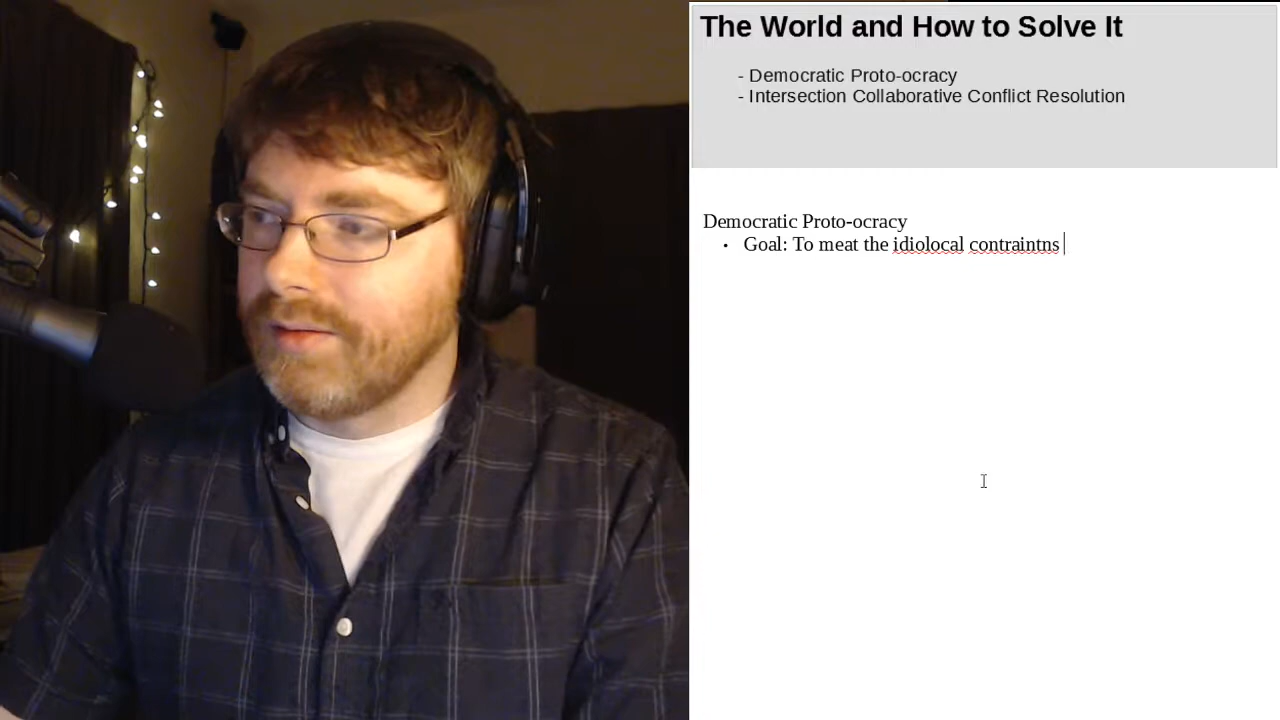 The World and How to Solve It
- Democratic Proto-ocracy
- Intersection Collaborative Conflict Resolution
Democratic Proto-ocracy
• Goal: To meat the idiolocal contraintns